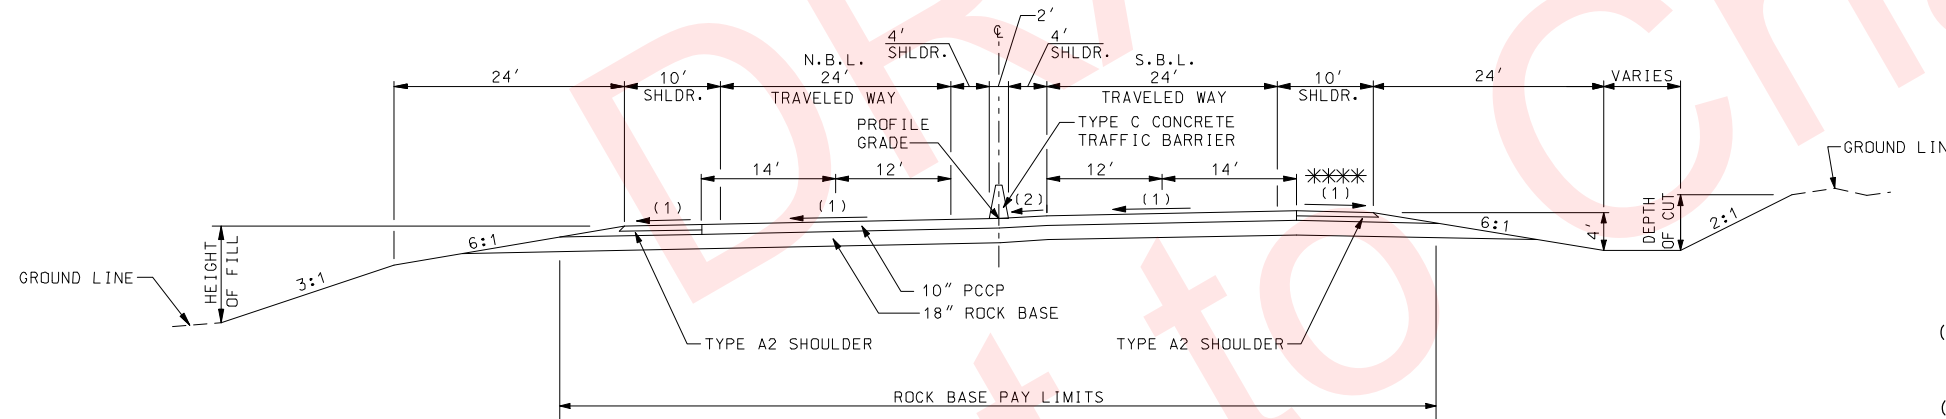 2'
℄
4'
SHLDR.
4'
SHLDR.
N.B.L.
S.B.L.
24'
10'
SHLDR.
24'
TRAVELED WAY
24'
TRAVELED WAY
10'
SHLDR.
24'
VARIES
PROFILE
GRADE
TYPE C CONCRETE
TRAFFIC BARRIER
GROUND LIN
14'
12'
12'
14'
****
(1)
(1)
(1)
(2)
(1)
HEIGHT
OF FILL
6:1
6:1
4'
DEPTH
OF CUT
2:1
GROUND LINE
3:1
10" PCCP
18" ROCK BASE
TYPE A2 SHOULDER
TYPE A2 SHOULDER
ROCK BASE PAY LIMITS